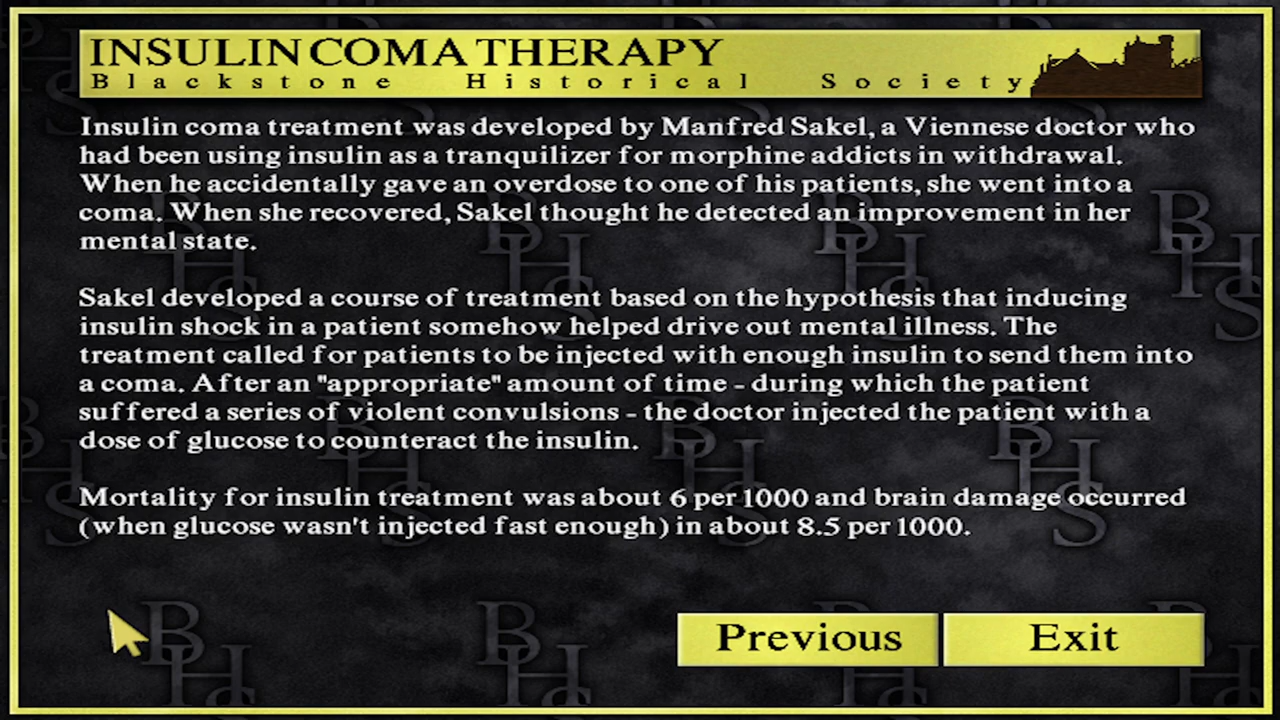 INSULIN COMA THERAPY
Blackstone Historical Society
Insulin coma treatment was developed by Manfred Sakel, a Viennese doctor who
had been using insulin as a tranquilizer for morphine addicts in withdrawal.
When he accidentally gave an overdose to one of his patients, she went into a
coma. When she recovered, Sakel thought he detected an improvement in her
mental state.
Sakel developed a course of treatment based on the hypothesis that inducing
insulin shock in a patient somehow helped drive out mental illness. The
treatment called for patients to be injected with enough insulin to send them into
a coma. After an "appropriate" amount of time - during which the patient
suffered a series of violent convulsions - the doctor injected the patient with a
dose of glucose to counteract the insulin.
Mortality for insulin treatment was about 6 per 1000 and brain damage occurred
(when glucose wasn't injected fast enough) in about 8.5 per 1000.
Previous
Exit